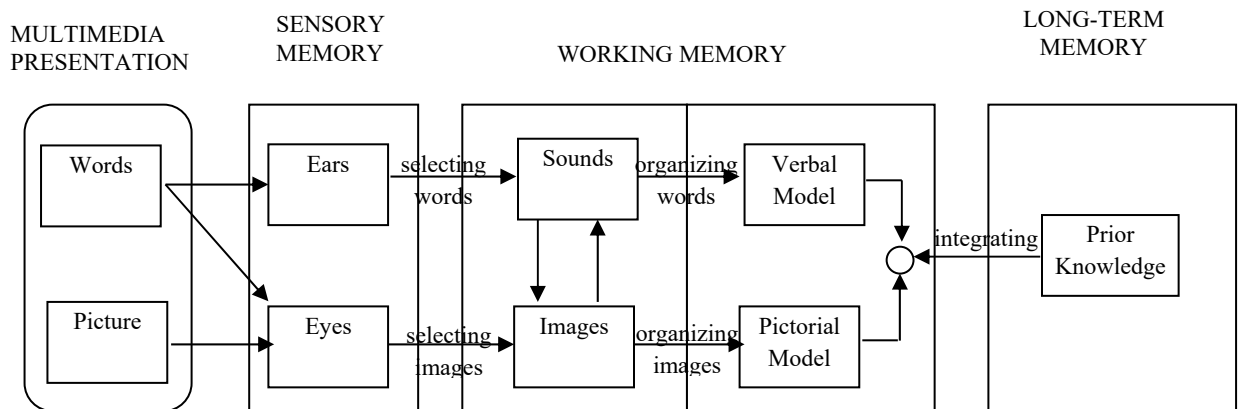 MULTIMEDIA
PRESENTATION
SENSORY
MEMORY
WORKING MEMORY
LONG-TERM
MEMORY
Words
Ears
selecting
words
Sounds
organizing
words
Verbal
Model
integrating
Prior
Knowledge
Picture
Eyes
selecting
images
Images
organizing
images
Pictorial
Model